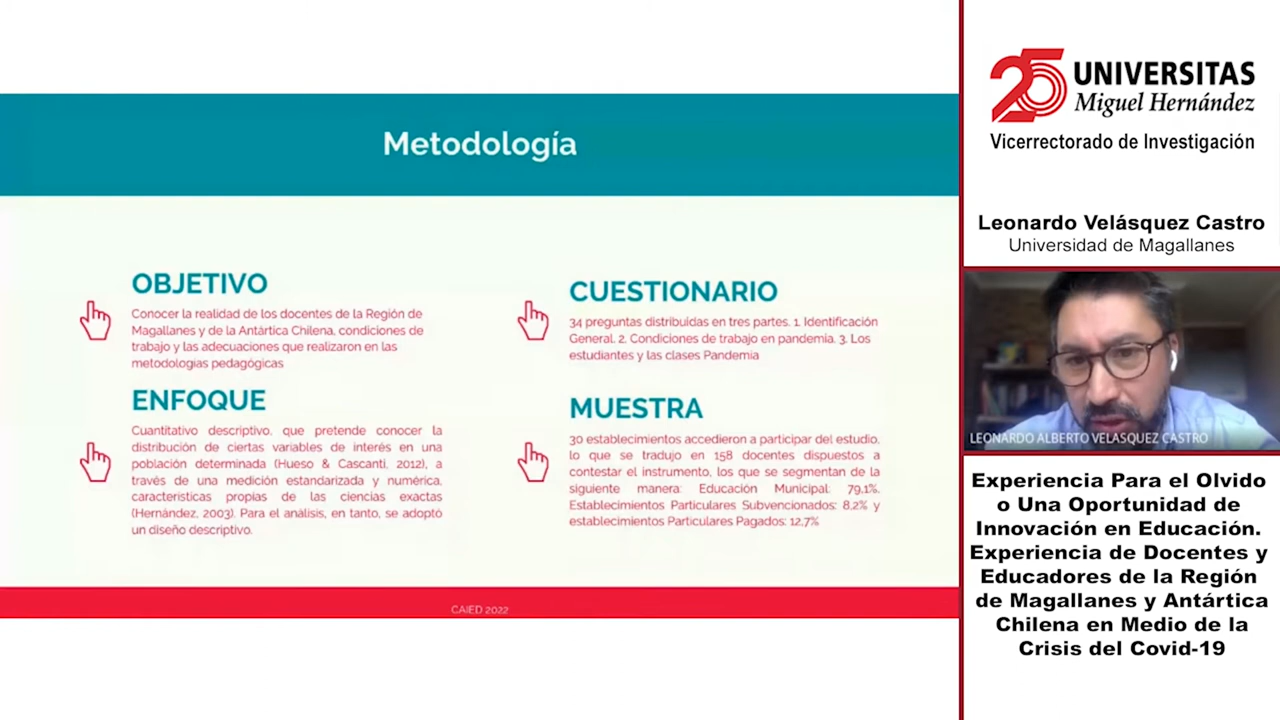 Metodología
OBJETIVO
Conocer la realidad de los docentes de la Región de
Magallanes y de la Antártica Chilena, condiciones de
trabajo y las adecuaciones que realizaron en las
metodologías pedagógicas
ENFOQUE
Cuantitativo descriptivo, que pretende conocer la
distribución de ciertas variables de interés en una
población determinada (Hueso & Cascanti, 2012), a
través de una medición estandarizada y numérica,
características propias de las ciencias exactas
(Hernández, 2003). Para el análisis, en tanto, se adoptó
un diseño descriptivo.
CUESTIONARIO
34 preguntas distribuidas en tres partes. 1. Identificación
General. 2. Condiciones de trabajo en pandemia. 3. Los
estudiantes y las clases Pandemia
MUESTRA
30 establecimientos accedieron a participar del estudio,
lo que se tradujo en 158 docentes dispuestos a
contestar el instrumento, los que se segmentan de la
siguiente manera: Educación Municipal: 79,1%.
Establecimientos Particulares Subvencionados: 8,2% y
establecimientos Particulares Pagados: 12,7%
CAIED 2022
25 UNIVERSITAS
Miguel Hernández
Vicerrectorado de Investigación
Leonardo Velásquez Castro
Universidad de Magallanes
LEONARDO ALBERTO VELASQUEZ CASTRO
Experiencia Para el Olvido
o Una Oportunidad de
Innovación en Educación.
Experiencia de Docentes y
Educadores de la Región
de Magallanes y Antártica
Chilena en Medio de la
Crisis del Covid-19